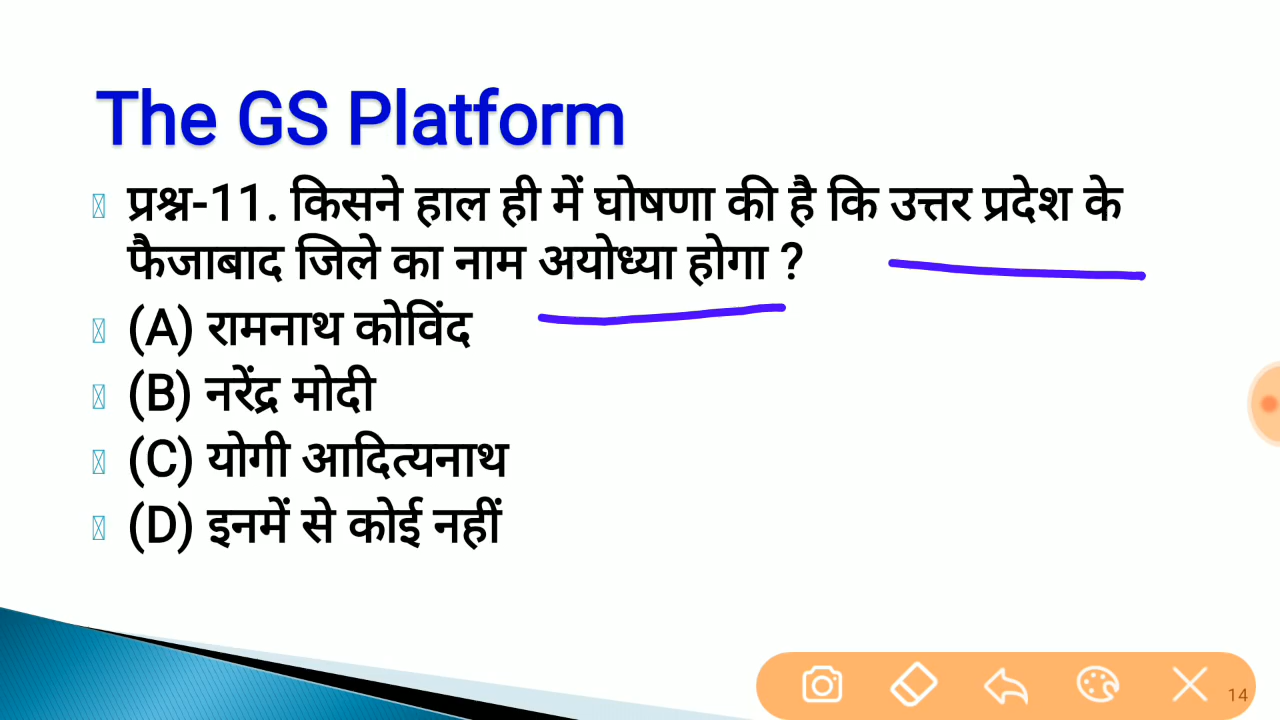 The GS Platform
प्रश्न-11. किसने हाल ही में घोषणा की है कि उत्तर प्रदेश के
फैजाबाद जिले का नाम अयोध्या होगा ?
(A) रामनाथ कोविंद
(B) नरेंद्र मोदी
(C) योगी आदित्यनाथ
(D) इनमें से कोई नहीं
14